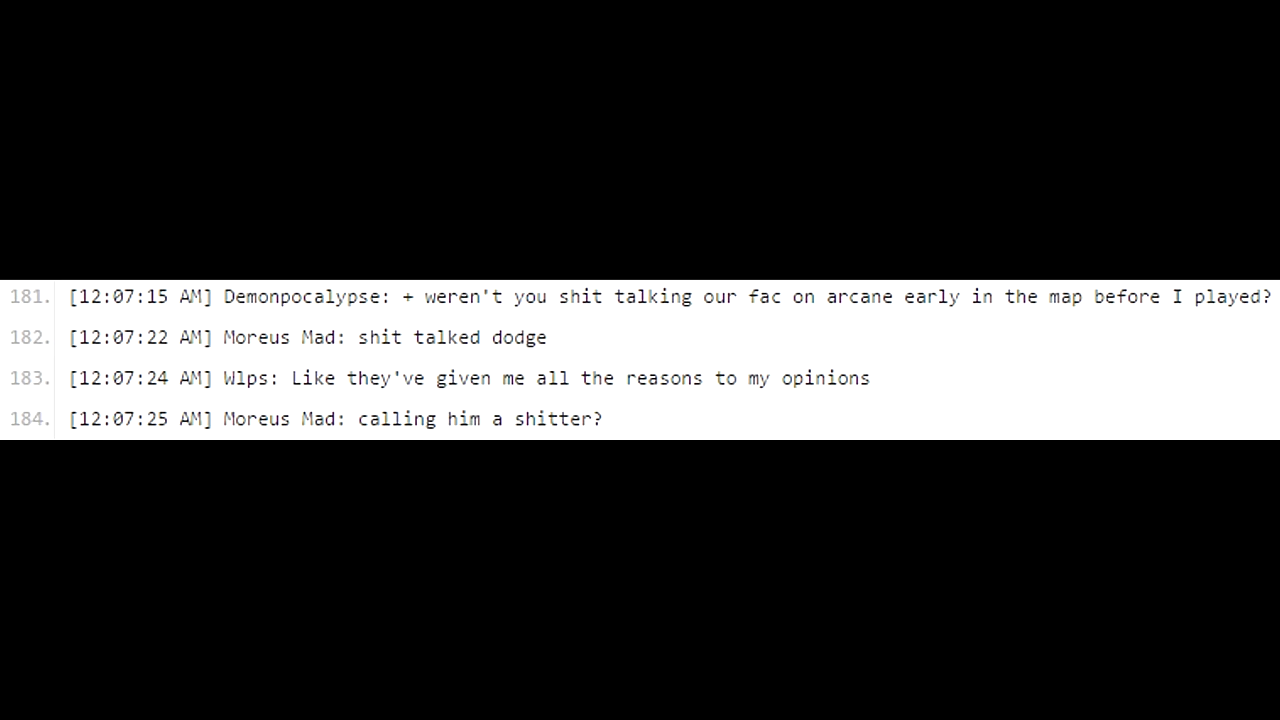 181. [12:07:15 AM] Demonpocalypse: + weren't you shit talking our fac on arcane early in the map before I played?
182. [12:07:22 AM] Moreus Mad: shit talked dodge
183. [12:07:24 AM] Wlps: Like they've given me all the reasons to my opinions
184. [12:07:25 AM] Moreus Mad: calling him a shitter?